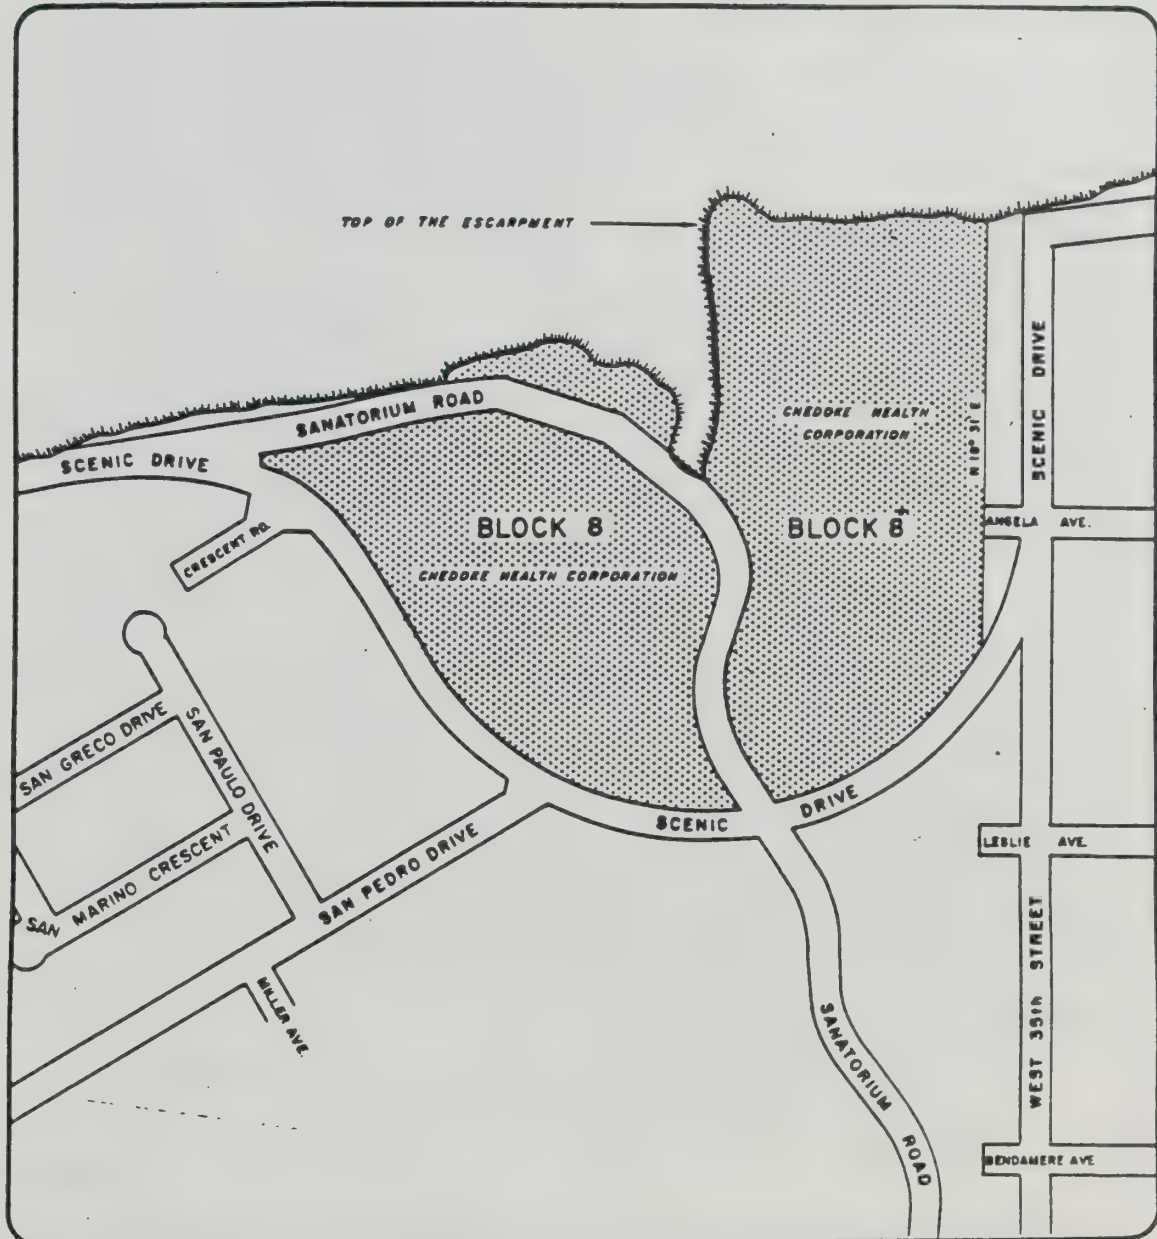 TOP OF THE ESCARPMENT
SCENIC DRIVE
SANATORIUM ROAD
CHEDOKE HEALTH
CORPORATION
N 18° 31' E
SCENIC DRIVE
SCENIC DRIVE
CRESCENT RD.
BLOCK 8
CHEDOKE HEALTH CORPORATION
BLOCK 8
ANGELA AVE.
SAN GRECO DRIVE
SAN PAULO DRIVE
SAN MARINO CRESCENT
SAN PEDRO DRIVE
MILLER AVE.
LESLIE AVE.
WEST 35th STREET
SANATORIUM ROAD
BENDAMERE AVE